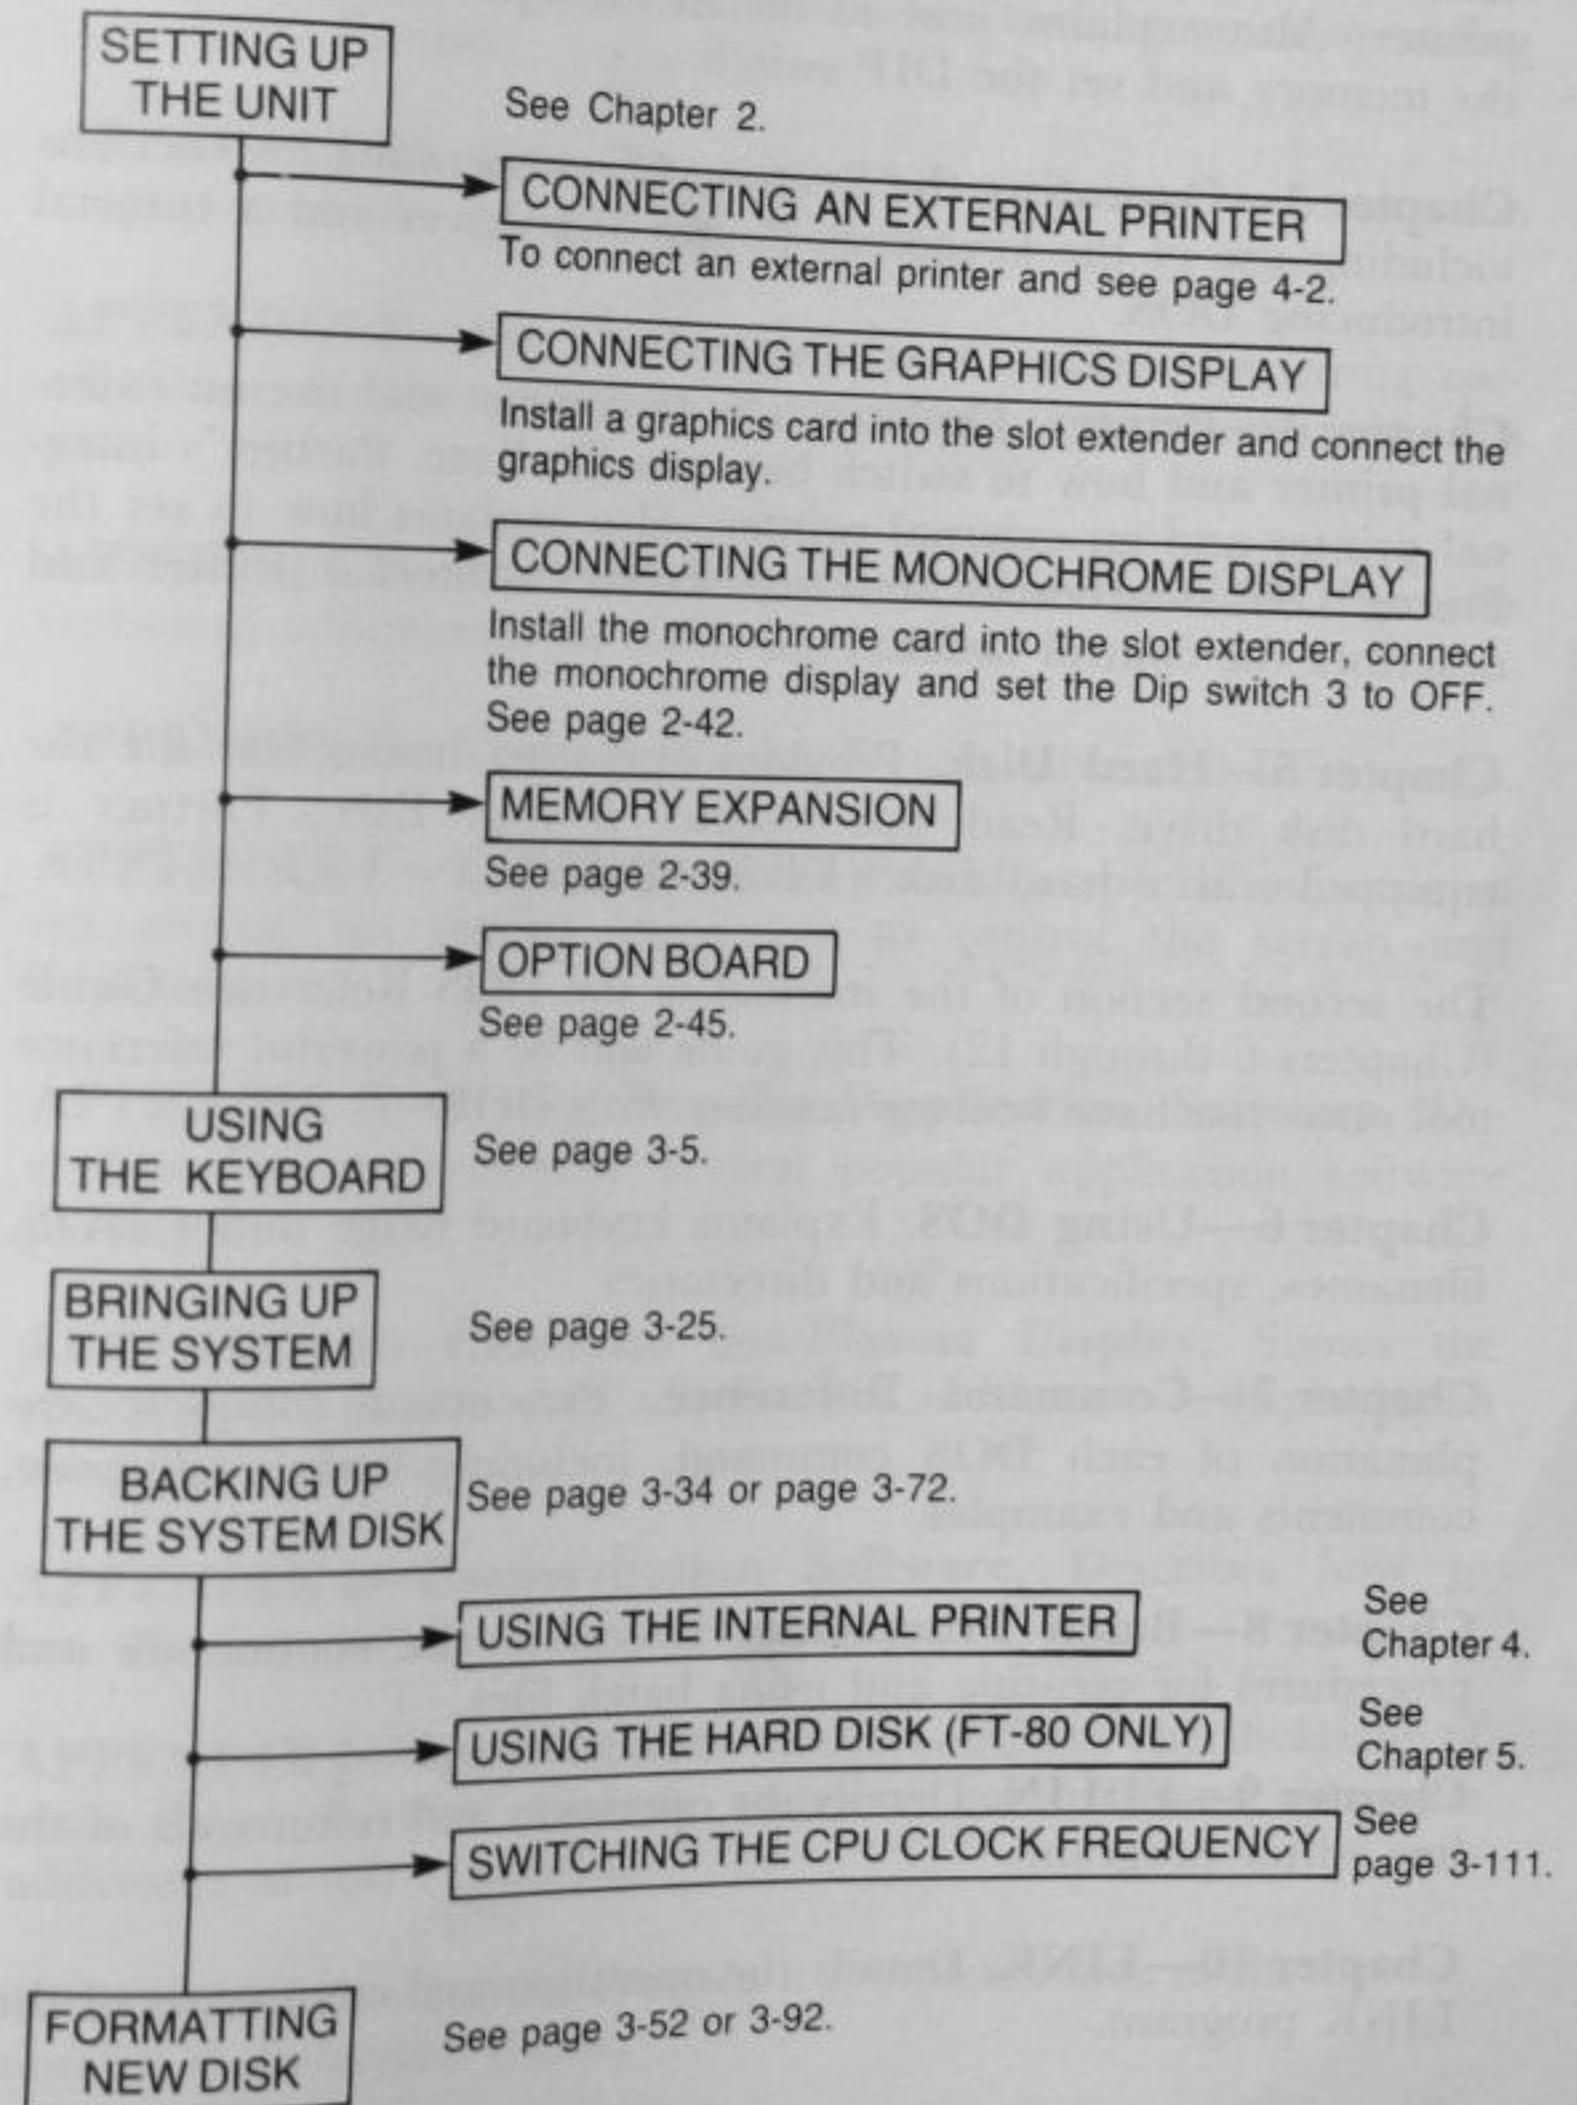 SETTING UP
THE UNIT
See Chapter 2.
CONNECTING AN EXTERNAL PRINTER
To connect an external printer and see page 4-2.
CONNECTING THE GRAPHICS DISPLAY
Install a graphics card into the slot extender and connect the
graphics display.
CONNECTING THE MONOCHROME DISPLAY
Install the monochrome card into the slot extender, connect
the monochrome display and set the Dip switch 3 to OFF.
See page 2-42.
MEMORY EXPANSION
See page 2-39.
OPTION BOARD
See page 2-45.
USING
THE KEYBOARD
See page 3-5.
BRINGING UP
THE SYSTEM
See page 3-25.
BACKING UP
THE SYSTEM DISK
See page 3-34 or page 3-72.
USING THE INTERNAL PRINTER
See
Chapter 4.
USING THE HARD DISK (FT-80 ONLY)
See
Chapter 5.
SWITCHING THE CPU CLOCK FREQUENCY
See
page 3-111.
FORMATTING
NEW DISK
See page 3-52 or 3-92.